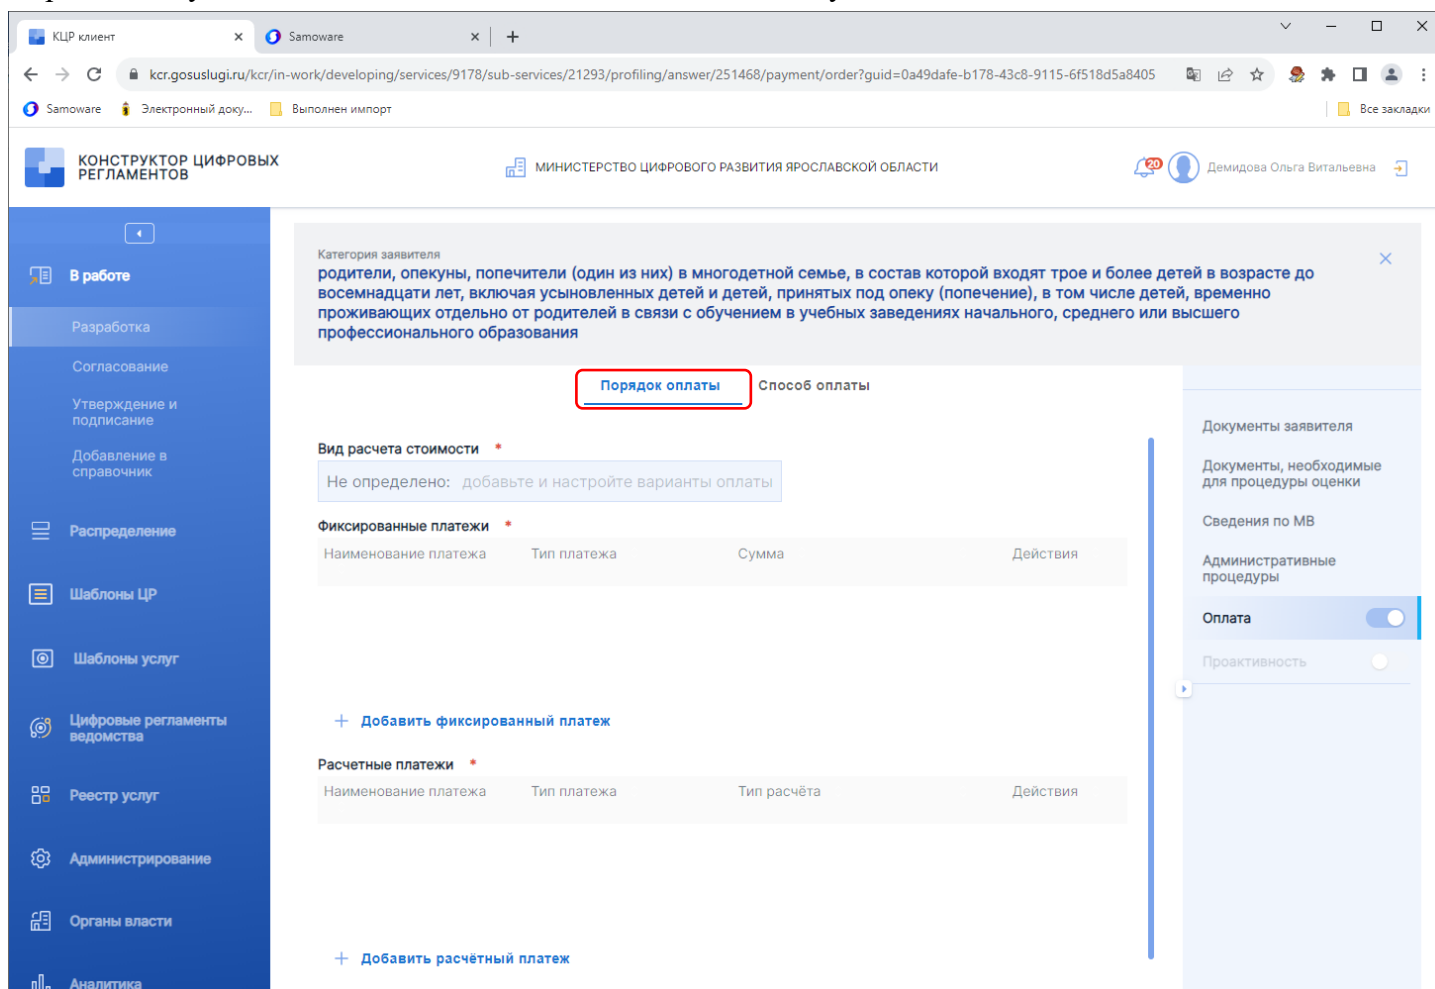 КЦР клиент
Samoware
kcr.gosuslugi.ru/kcr/in-work/developing/services/9178/sub-services/21293/profiling/answer/251468/payment/order?guid=0a49dafe-b178-43c8-9115-6f518d5a8405
Samoware
Электронный доку...
Выполнен импорт
Все закладки
КОНСТРУКТОР ЦИФРОВЫХ
РЕГЛАМЕНТОВ
МИНИСТЕРСТВО ЦИФРОВОГО РАЗВИТИЯ ЯРОСЛАВСКОЙ ОБЛАСТИ
20
Демидова Ольга Витальевна
В работе
Разработка
Согласование
Утверждение и
подписание
Добавление в
справочник
Распределение
Шаблоны ЦР
Шаблоны услуг
Цифровые регламенты
ведомства
Реестр услуг
Администрирование
Органы власти
Аналитика
Категория заявителя
родители, опекуны, попечители (один из них) в многодетной семье, в состав которой входят трое и более детей в возрасте до
восемнадцати лет, включая усыновленных детей и детей, принятых под опеку (попечение), в том числе детей, временно
проживающих отдельно от родителей в связи с обучением в учебных заведениях начального, среднего или высшего
профессионального образования
Порядок оплаты
Способ оплаты
Вид расчета стоимости *
Не определено: добавьте и настройте варианты оплаты
Фиксированные платежи *
Наименование платежа Тип платежа Сумма Действия
+ Добавить фиксированный платеж
Расчетные платежи *
Наименование платежа Тип платежа Тип расчёта Действия
+ Добавить расчётный платеж
Документы заявителя
Документы, необходимые
для процедуры оценки
Сведения по МВ
Административные
процедуры
Оплата
Проактивность